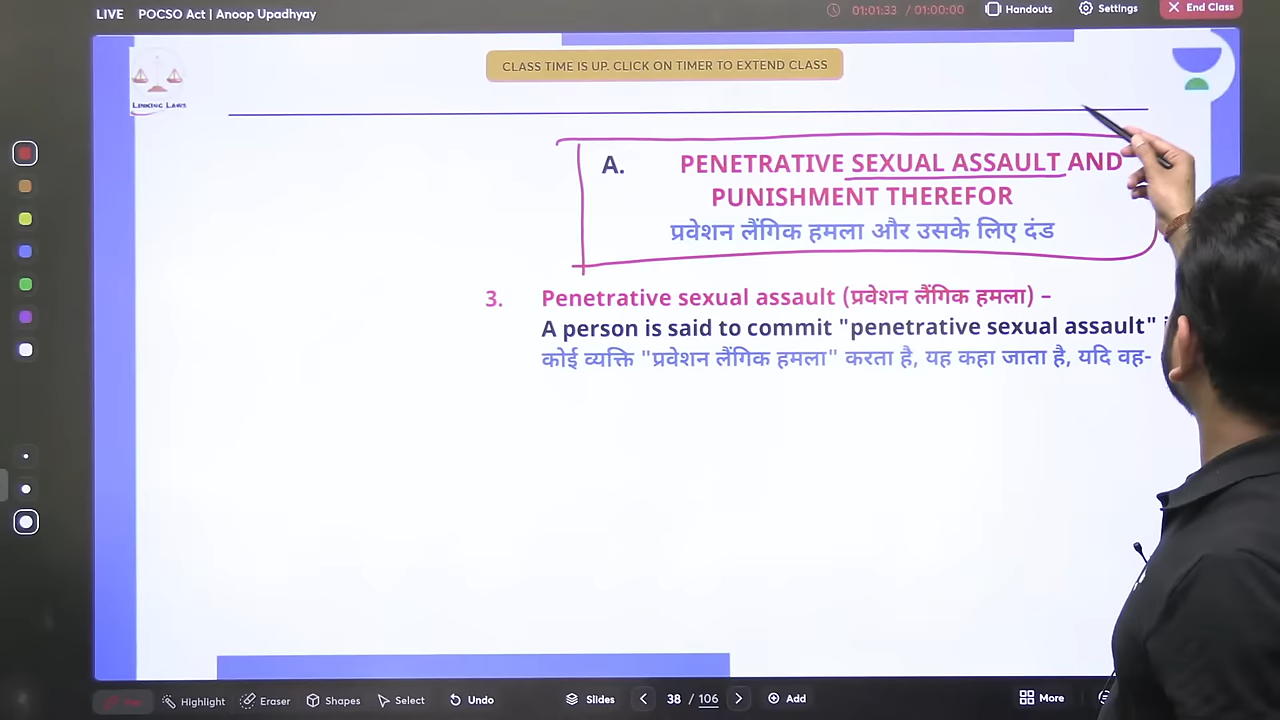 LIVE POCSO Act | Anoop Upadhyay
01:01:33 / 01:00:00
Handouts
Settings
End Class
LINKING LAWS
CLASS TIME IS UP. CLICK ON TIMER TO EXTEND CLASS
A. PENETRATIVE SEXUAL ASSAULT AND
PUNISHMENT THEREFOR
प्रवेशन लैंगिक हमला और उसके लिए दंड
3. Penetrative sexual assault (प्रवेशन लैंगिक हमला) –
A person is said to commit "penetrative sexual assault"
कोई व्यक्ति "प्रवेशन लैंगिक हमला" करता है, यह कहा जाता है, यदि वह-
Pen
Highlight
Eraser
Shapes
Select
Undo
Slides
38 / 106
Add
More